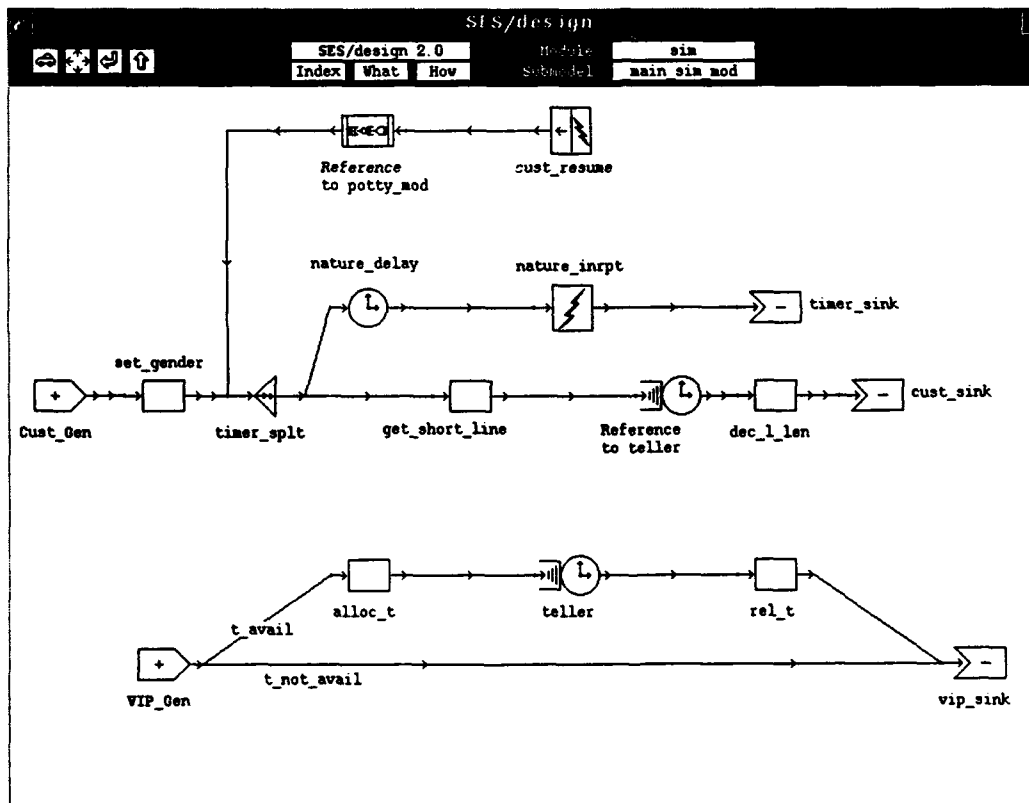 SES/design
SES/design 2.0
Module
sim
Index
What
How
Submodel
main sim mod
Reference
to potty_mod
cust_resume
nature_delay
nature_inrpt
timer_sink
set_gender
cust_sink
Cust_Gen
timer_splt
get_short_line
Reference
to teller
dec_l_len
alloc_t
teller
rel_t
t_avail
t_not_avail
VIP_Gen
vip_sink